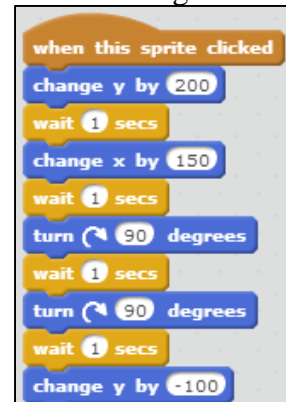 when this sprite clicked
change y by 200
wait 1 secs
change x by 150
wait 1 secs
turn 90 degrees
wait 1 secs
turn 90 degrees
wait 1 secs
change y by -100